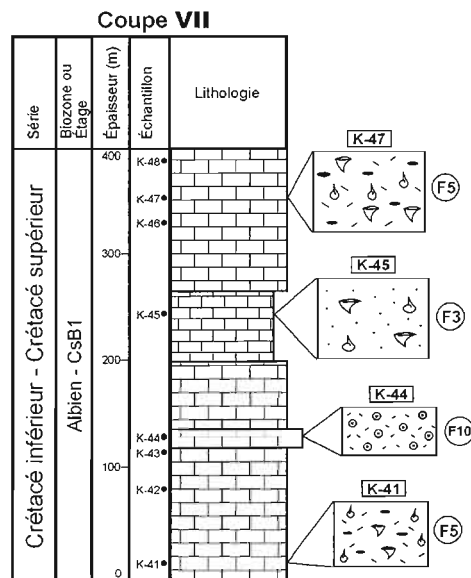 Coupe VII
Série
Biozone ou
Étage
Épaisseur (m)
Échantillon
Lithologie
Crétacé inférieur - Crétacé supérieur
Albien - CsB1
400
300
200
100
0
K-48
K-47
K-46
K-45
K-44
K-43
K-42
K-41
K-47
F5
K-45
F3
K-44
F10
K-41
F5